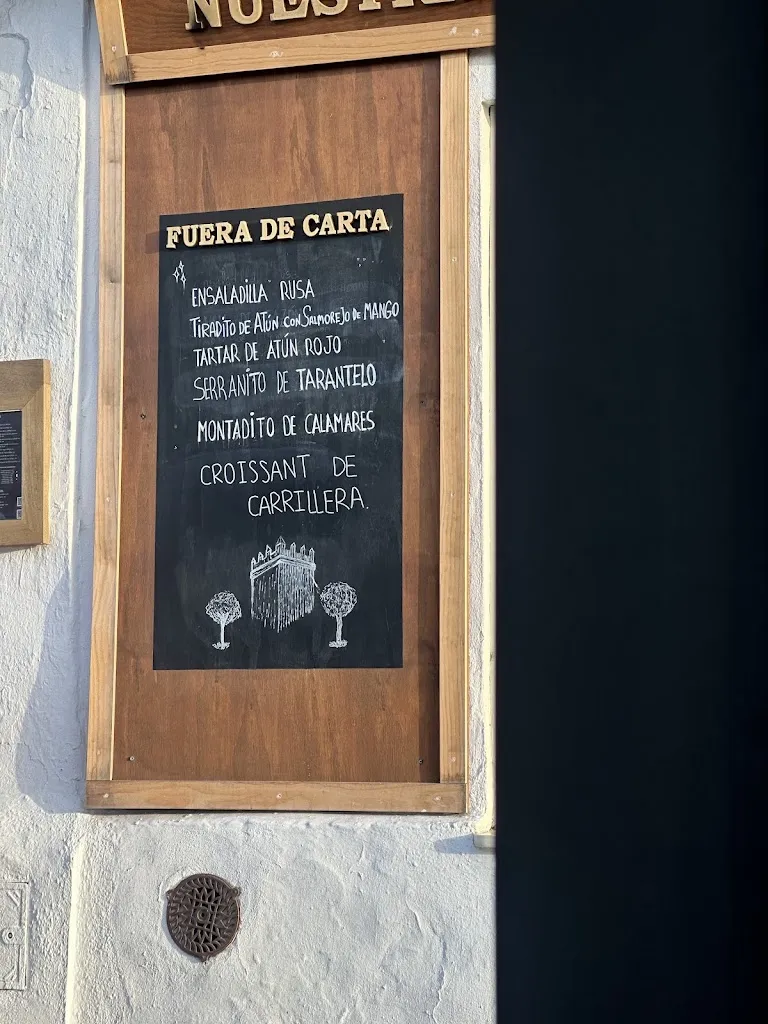 FUERA DE CARTA
ENSALADILLA RUSA
TIRADITO DE ATÚN CON SALMOREJO DE MANGO
TARTAR DE ATÚN ROJO
SERRANITO DE TARANTELO
MONTADITO DE CALAMARES
CROISSANT DE
CARRILLERA.